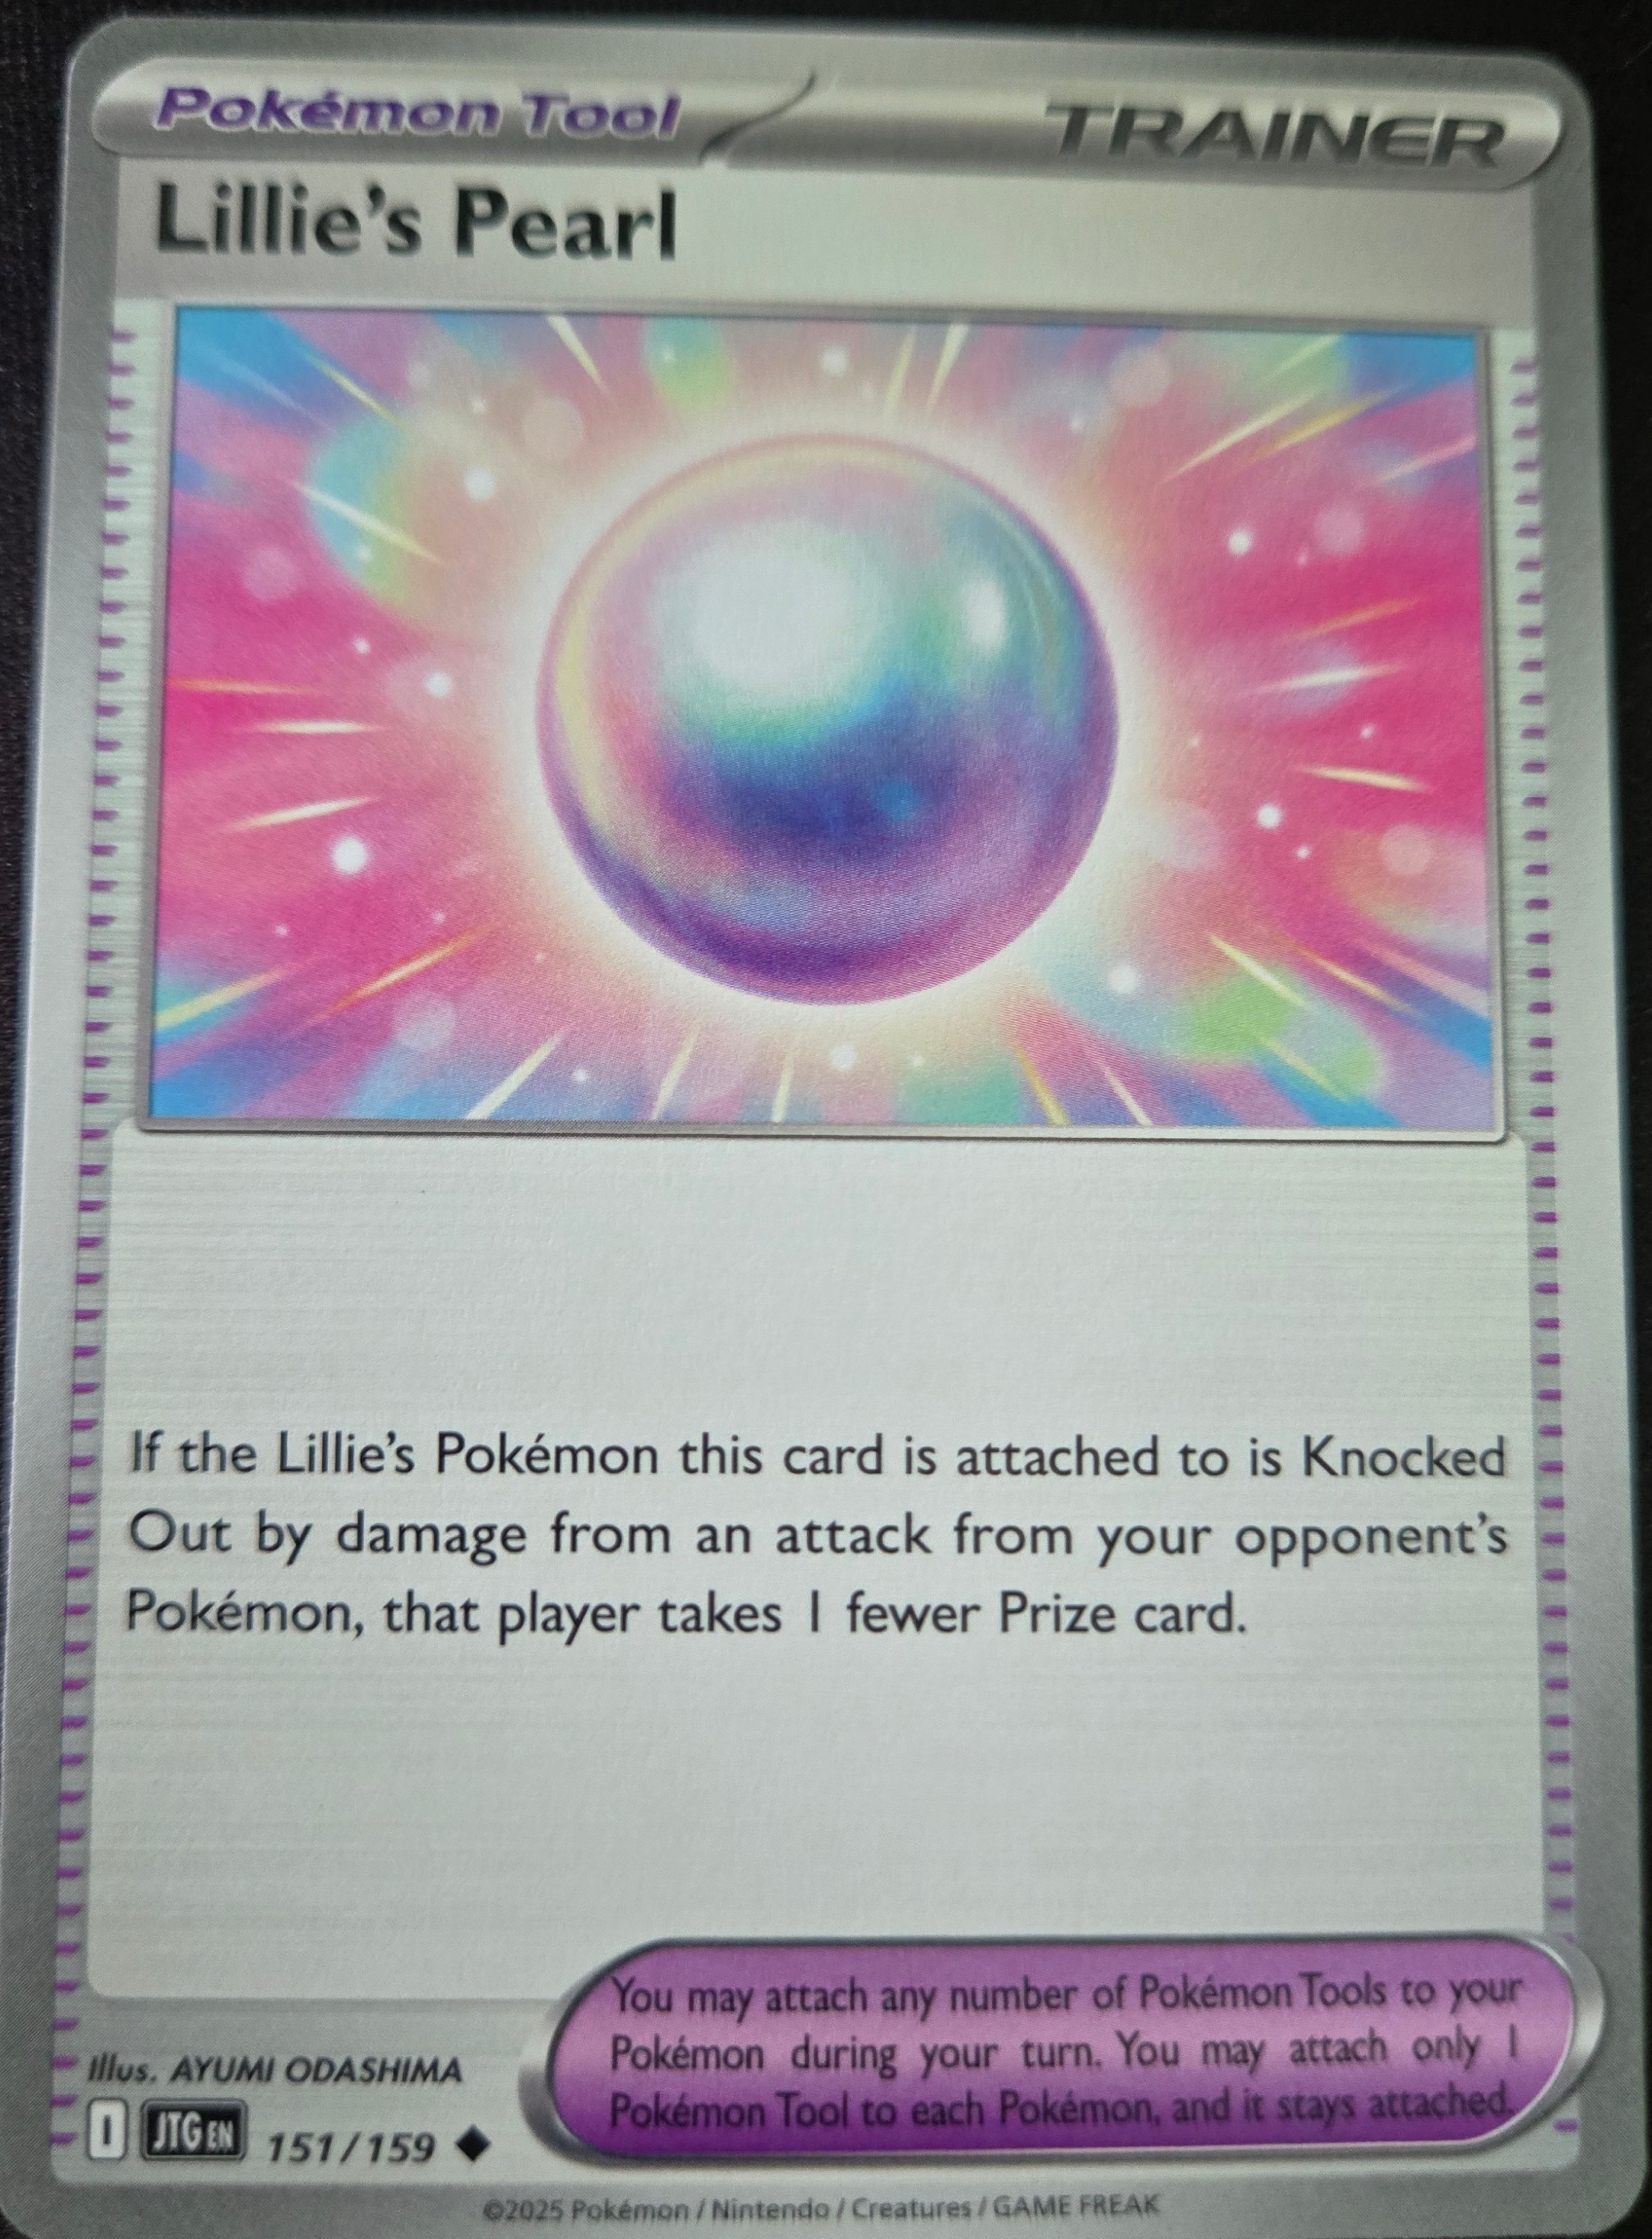 Pokémon Tool
TRAINER
Lillie's Pearl
If the Lillie's Pokémon this card is attached to is Knocked
Out by damage from an attack from your opponent's
Pokémon, that player takes 1 fewer Prize card.
You may attach any number of Pokémon Tools to your
Pokémon during your turn. You may attach only 1
Pokémon Tool to each Pokémon, and it stays attached.
Illus. AYUMI ODASHIMA
I JTG EN 151/159
©2025 Pokémon / Nintendo / Creatures / GAME FREAK